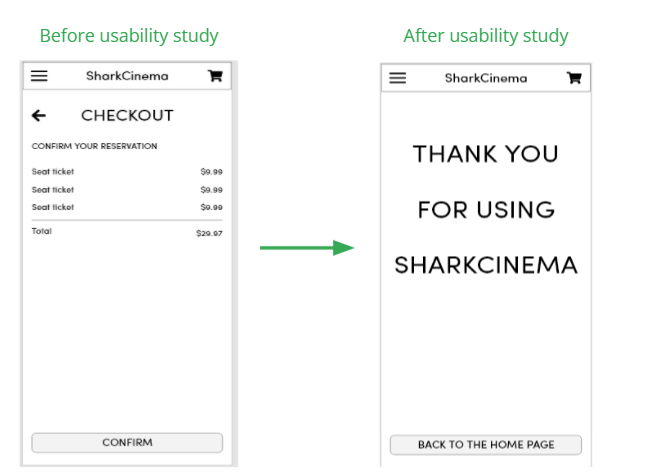 Before usability study
After usability study
SharkCinema
CHECKOUT
CONFIRM YOUR RESERVATION
Seat ticket $9.99
Seat ticket $9.99
Seat ticket $9.99
Total $29.97
CONFIRM
SharkCinema
THANK YOU
FOR USING
SHARKCINEMA
BACK TO THE HOME PAGE